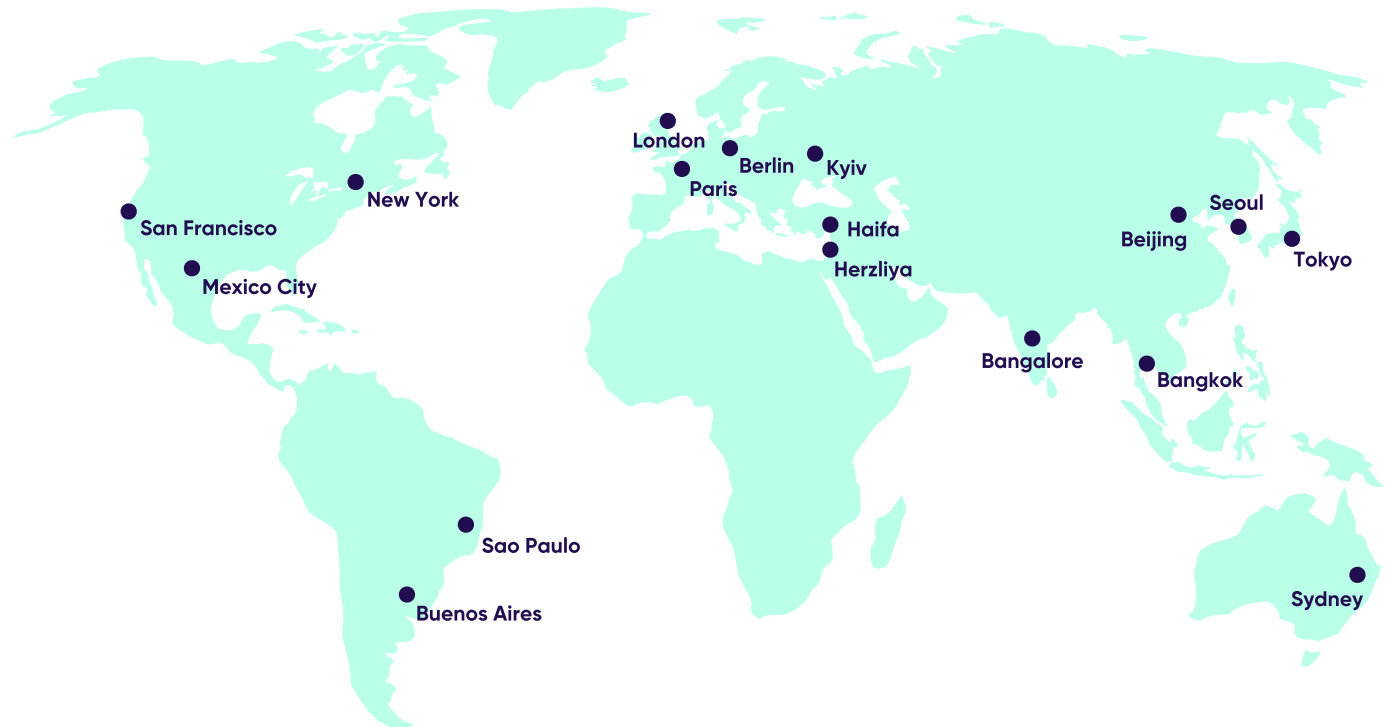 London
Berlin
Kyiv
Paris
New York
San Francisco
Seoul
Haifa
Beijing
Tokyo
Herzliya
Mexico City
Bangalore
Bangkok
Sao Paulo
Sydney
Buenos Aires